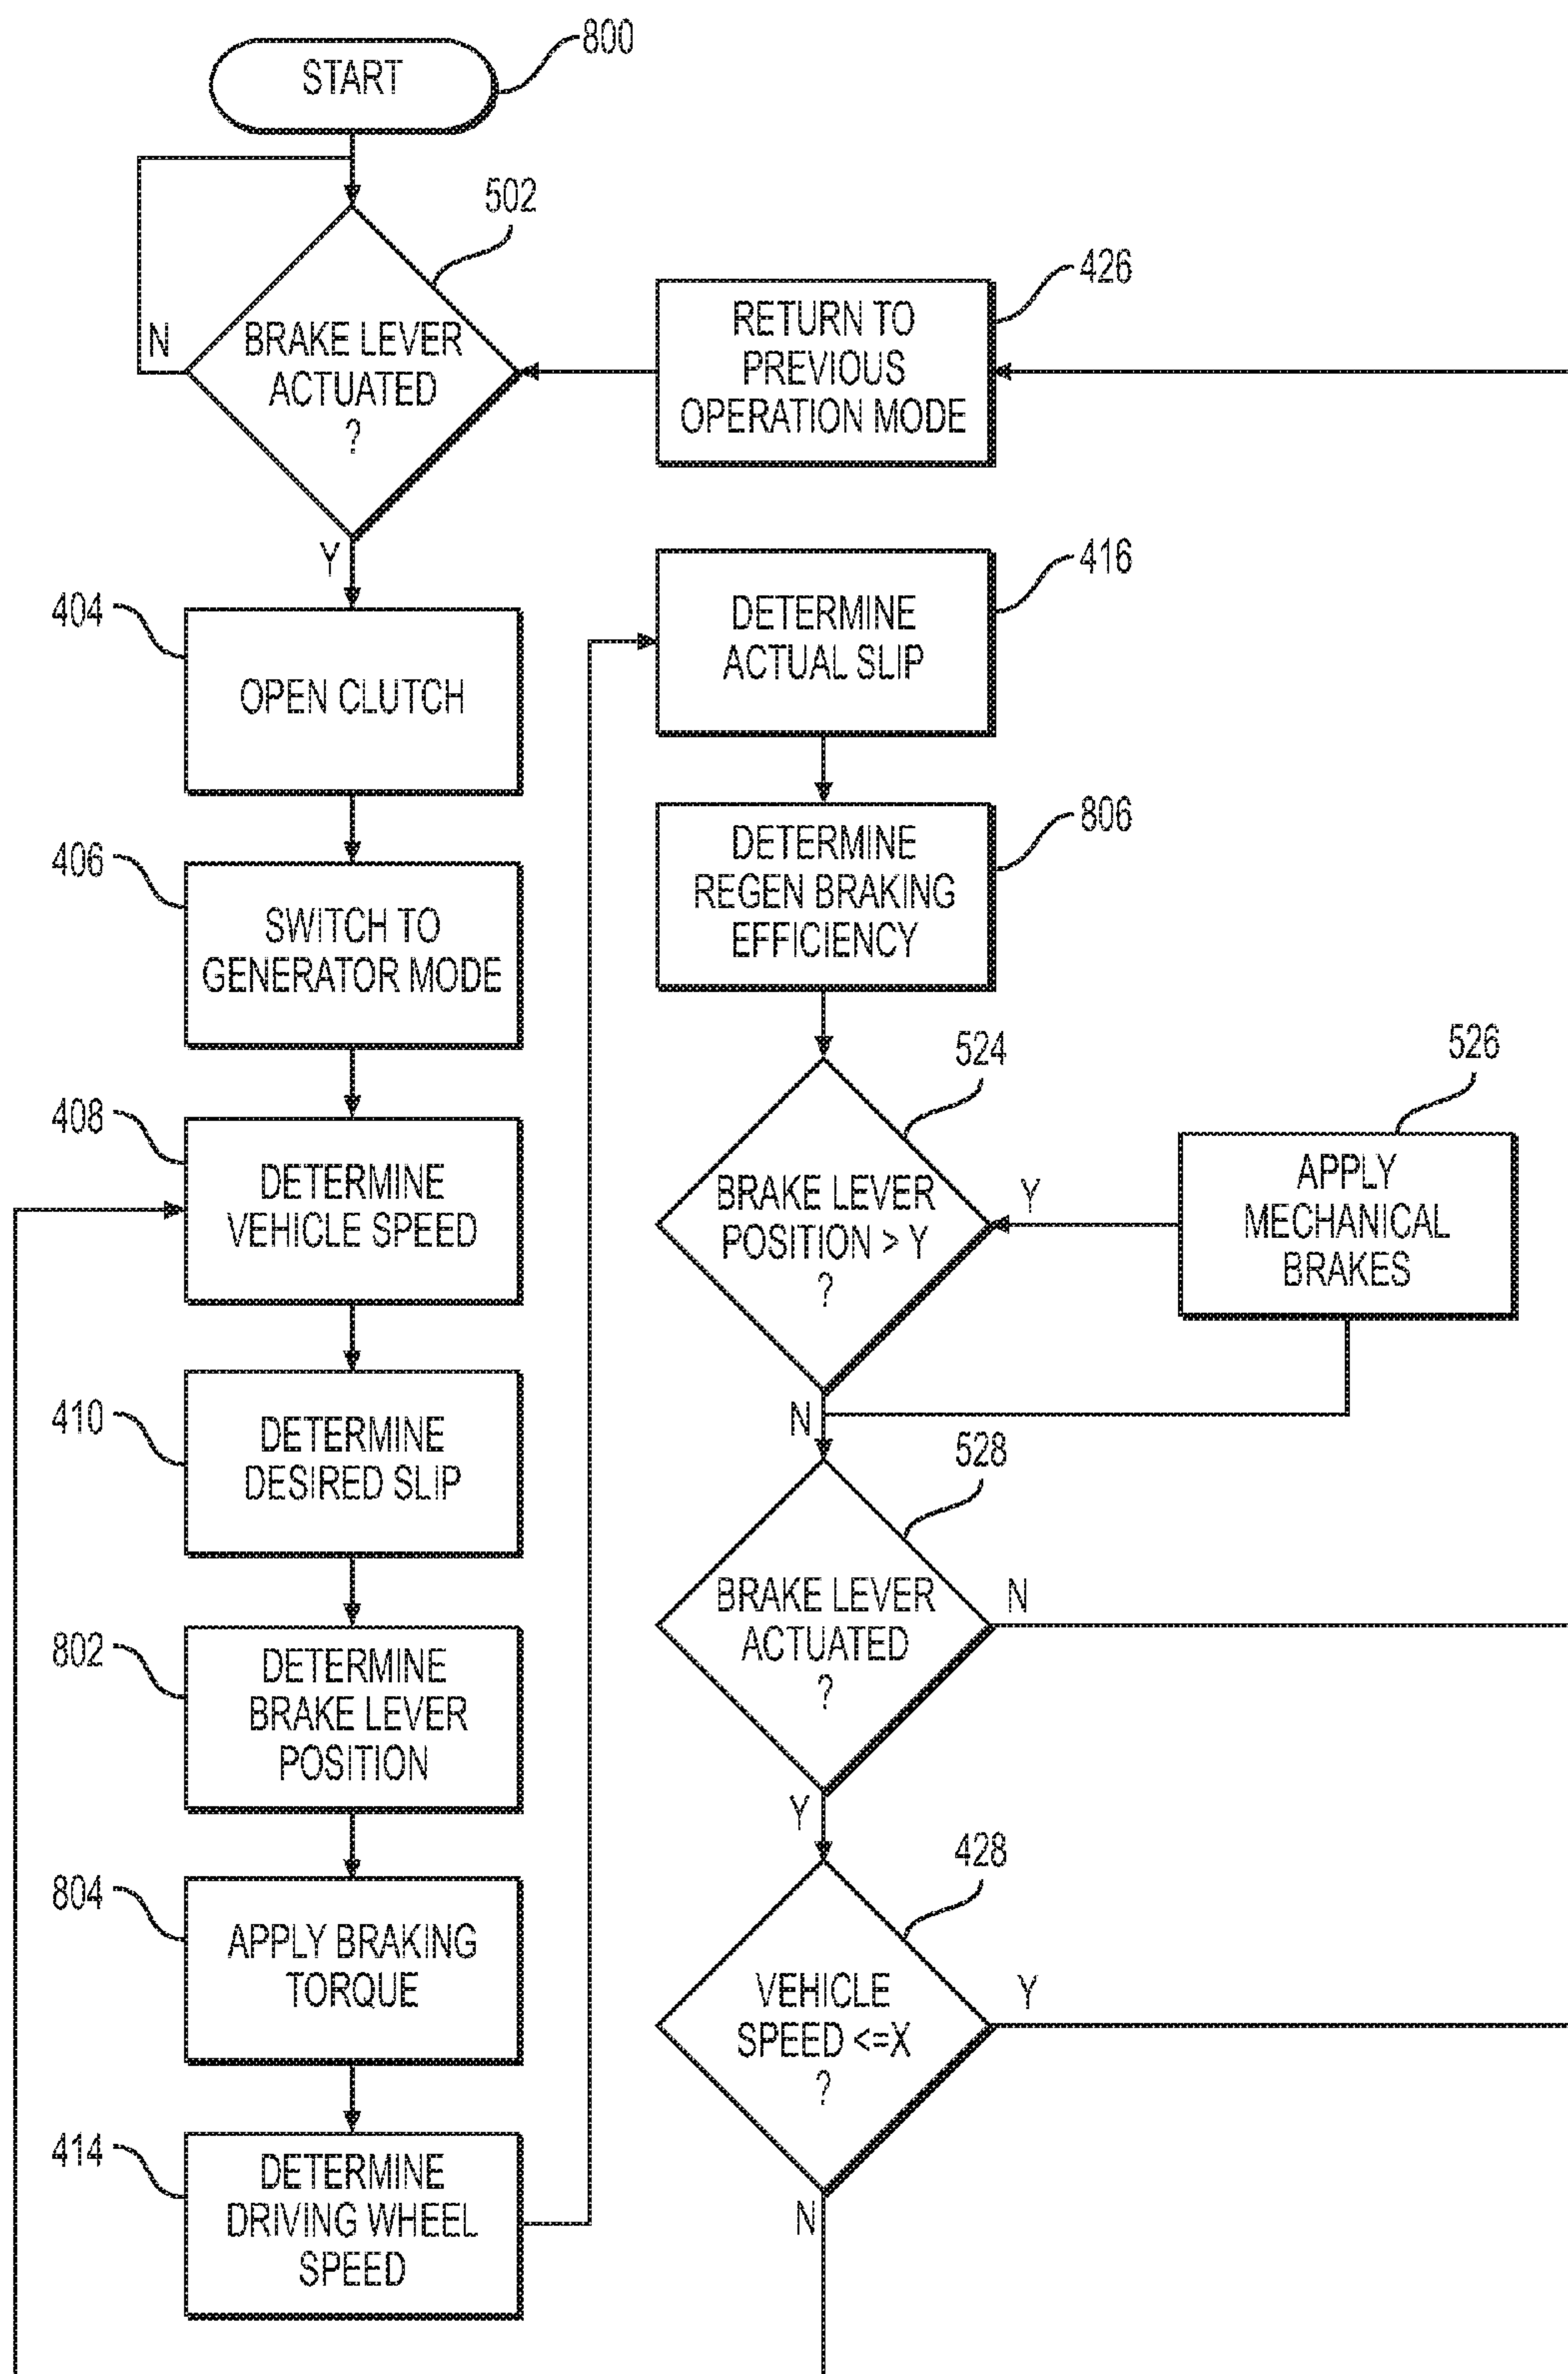 START
800
502
N
BRAKE LEVER
ACTUATED
?
Y
RETURN TO
PREVIOUS
OPERATION MODE
426
404
OPEN CLUTCH
406
SWITCH TO
GENERATOR MODE
408
DETERMINE
VEHICLE SPEED
410
DETERMINE
DESIRED SLIP
802
DETERMINE
BRAKE LEVER
POSITION
804
APPLY BRAKING
TORQUE
414
DETERMINE
DRIVING WHEEL
SPEED
416
DETERMINE
ACTUAL SLIP
806
DETERMINE
REGEN BRAKING
EFFICIENCY
524
BRAKE LEVER
POSITION > Y
?
Y
526
APPLY
MECHANICAL
BRAKES
N
528
BRAKE LEVER
ACTUATED
?
N
Y
428
VEHICLE
SPEED <=X
?
Y
N